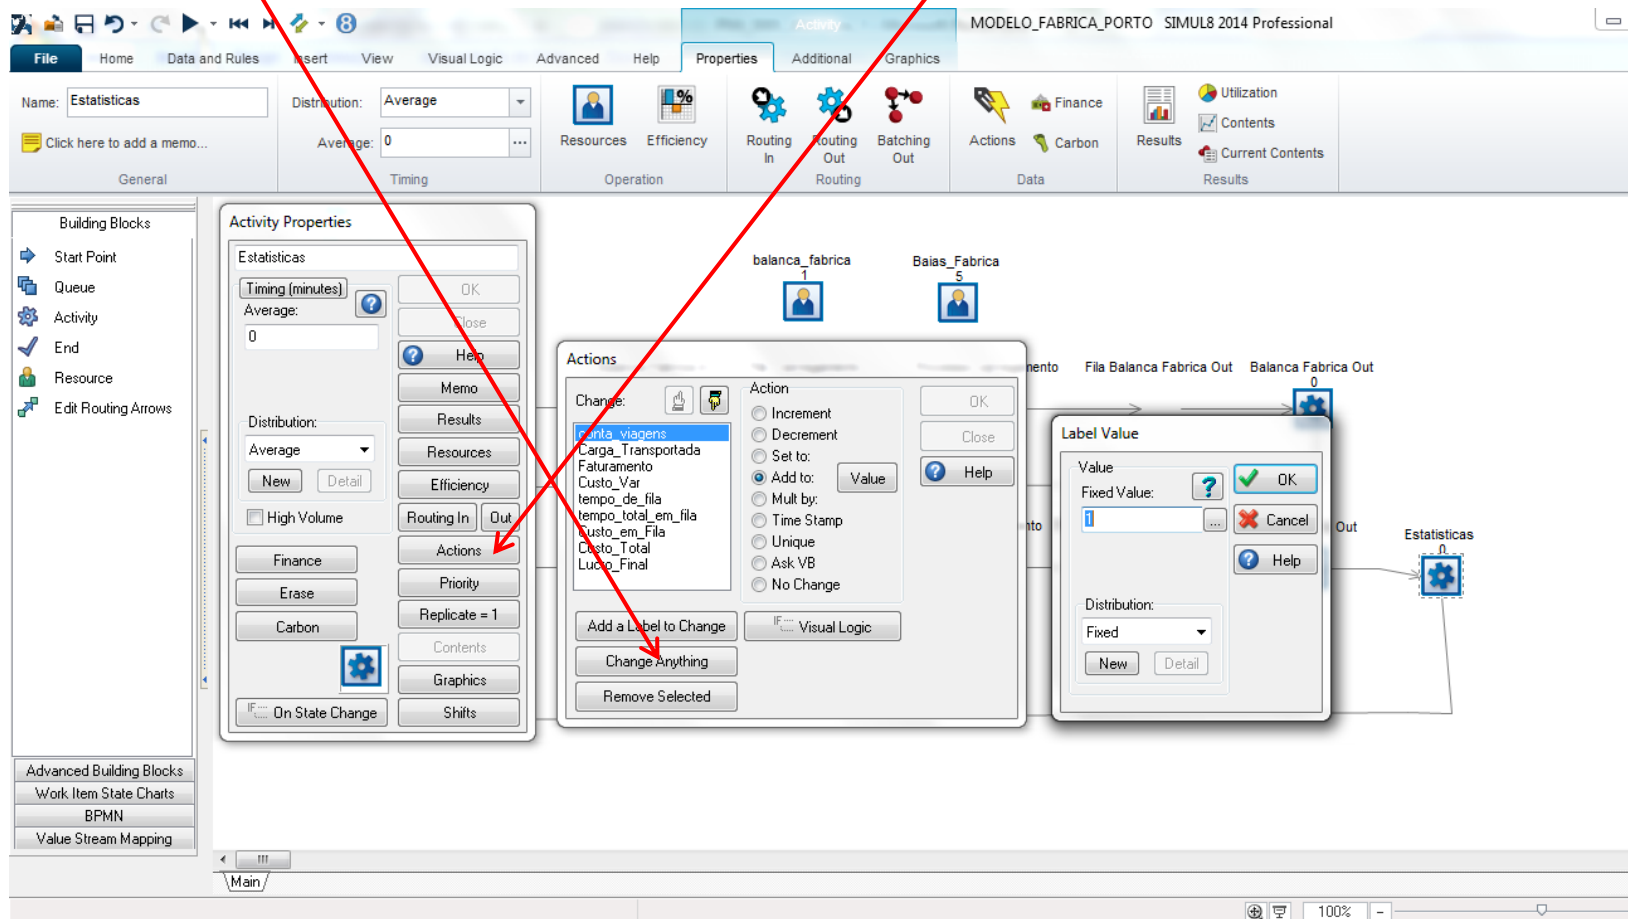 Activity
MODELO_FABRICA_PORTO SIMUL8 2014 Professional
File Home Data and Rules Insert View Visual Logic Advanced Help Properties Additional Graphics
Name: Estatisticas
Click here to add a memo...
General
Distribution: Average
Average: 0
Timing
Resources Efficiency
Operation
Routing In
Routing Out
Batching Out
Routing
Actions Finance
Carbon
Data
Results
Utilization
Contents
Current Contents
Results
Building Blocks
Start Point
Queue
Activity
End
Resource
Edit Routing Arrows
Advanced Building Blocks
Work Item State Charts
BPMN
Value Stream Mapping
Activity Properties
Estatisticas
Timing (minutes)
Average:
0
Distribution:
Average
New Detail
High Volume
Finance
Erase
Carbon
On State Change
OK
Close
Help
Memo
Results
Resources
Efficiency
Routing In Out
Actions
Priority
Replicate = 1
Contents
Graphics
Shifts
balanca_fabrica
1
Baias_Fabrica
5
Actions
Change:
conta_viagens
Carga_Transportada
Faturamento
Custo_Var
tempo_de_fila
tempo_total_em_fila
Custo_em_Fila
Custo_Total
Lucro_Final
Add a Label to Change
Change Anything
Remove Selected
Action
Increment
Decrement
Set to:
Add to: Value
Mult by:
Time Stamp
Unique
Ask VB
No Change
IF Visual Logic
OK
Close
Help
Fila Balanca Fabrica Out
Balanca Fabrica Out
0
Label Value
Value
Fixed Value:
1
...
Distribution:
Fixed
New Detail
OK
Cancel
Help
Out
Estatisticas
0
Main
100%